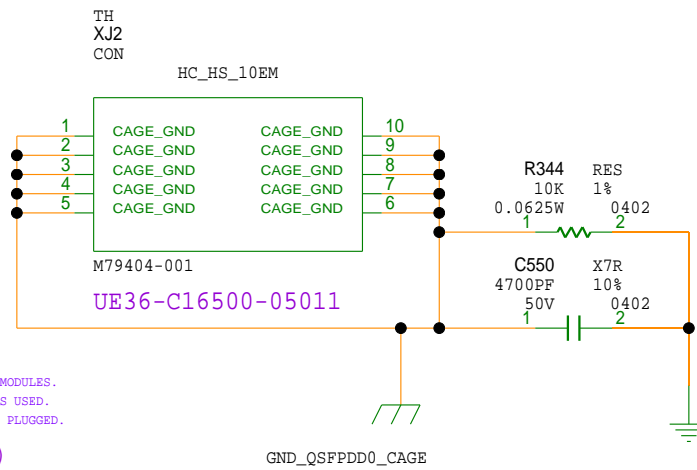 TH
XJ2
CON
HC_HS_10EM
1 CAGE_GND CAGE_GND 10
2 CAGE_GND CAGE_GND 9
3 CAGE_GND CAGE_GND 8
4 CAGE_GND CAGE_GND 7
5 CAGE_GND CAGE_GND 6
M79404-001
UE36-C16500-05011
R344 RES
10K 1%
0.0625W 0402
1 2
C550 X7R
4700PF 10%
50V 0402
1 2
MODULES.
S USED.
PLUGGED.
GND_QSFPDD0_CAGE